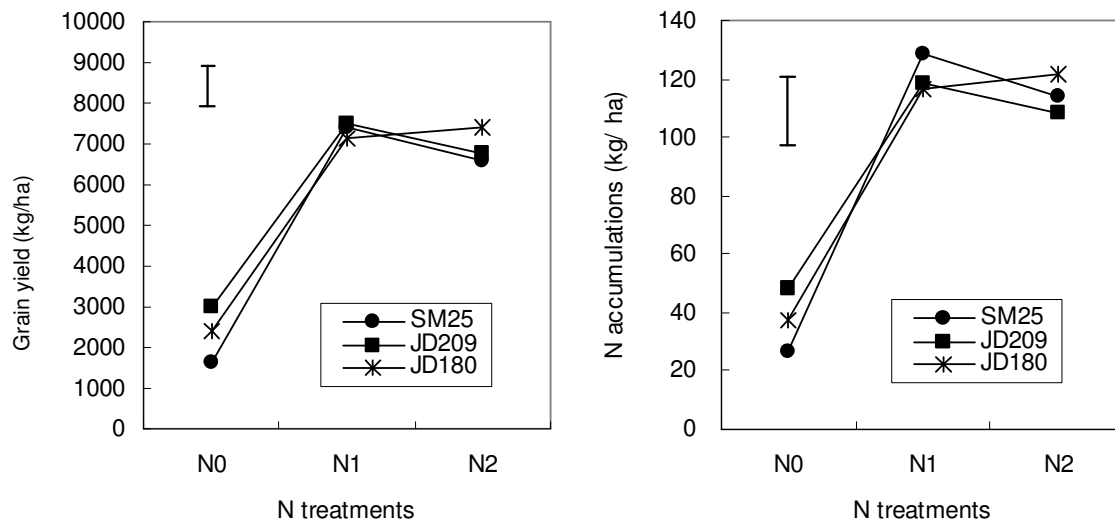 Grain yield (kg/ha)
10000
9000
8000
7000
6000
5000
4000
3000
2000
1000
0
SM25
JD209
JD180
N0 N1 N2
N treatments
N accumulations (kg/ ha)
140
120
100
80
60
40
20
0
SM25
JD209
JD180
N0 N1 N2
N treatments